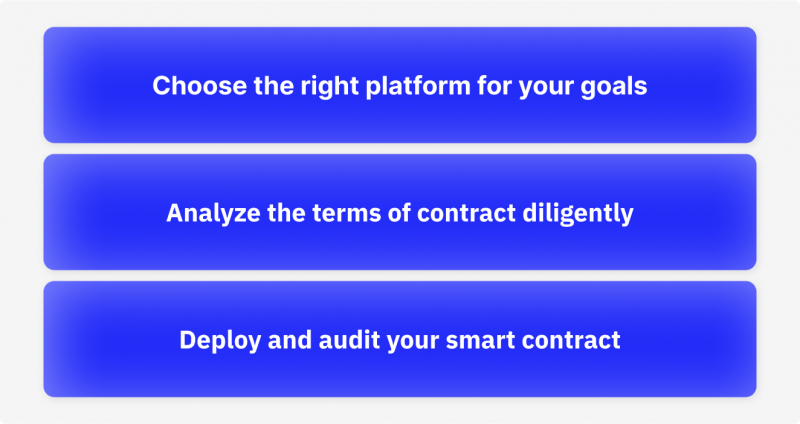 Choose the right platform for your goals
Analyze the terms of contract diligently
Deploy and audit your smart contract